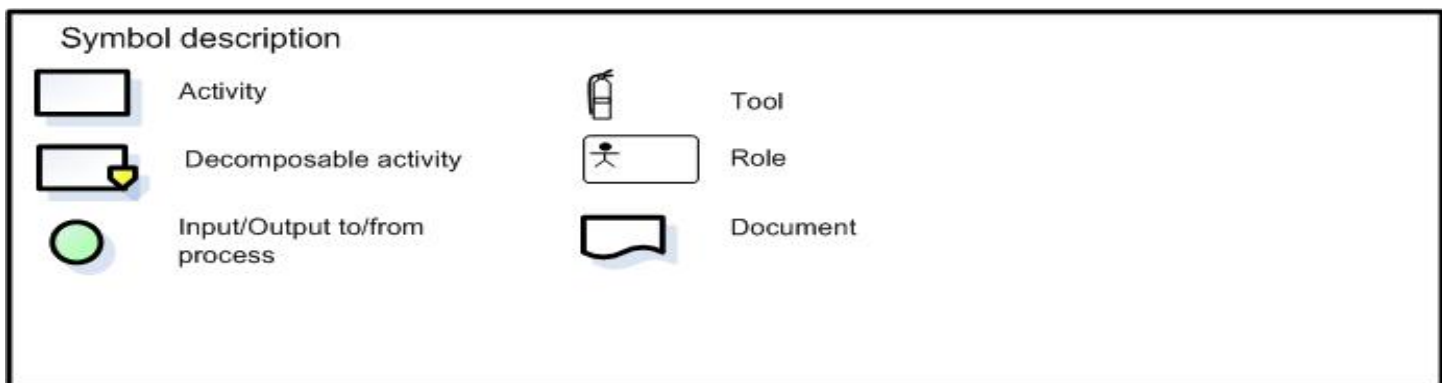 Symbol description
Activity
Tool
Decomposable activity
Role
Input/Output to/from
process
Document